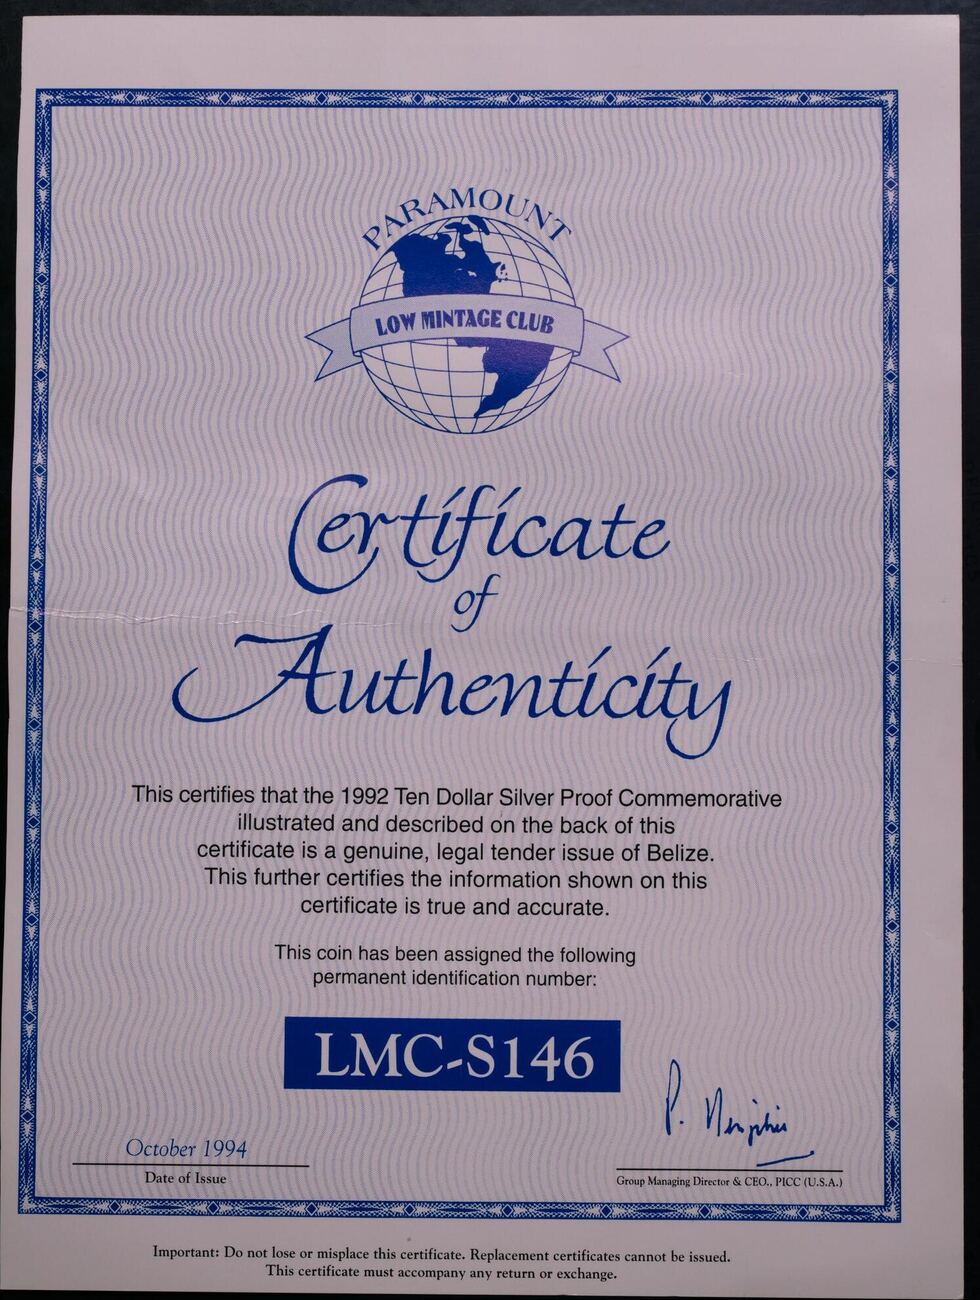 PARAMOUNT
LOW MINTAGE CLUB
Certificate
of
Authenticity
This certifies that the 1992 Ten Dollar Silver Proof Commemorative
illustrated and described on the back of this
certificate is a genuine, legal tender issue of Belize.
This further certifies the information shown on this
certificate is true and accurate.
This coin has been assigned the following
permanent identification number:
LMC-S146
P.
October 1994
Date of Issue
Group Managing Director & CEO., PICC (U.S.A.)
Important: Do not lose or misplace this certificate. Replacement certificates cannot be issued.
This certificate must accompany any return or exchange.